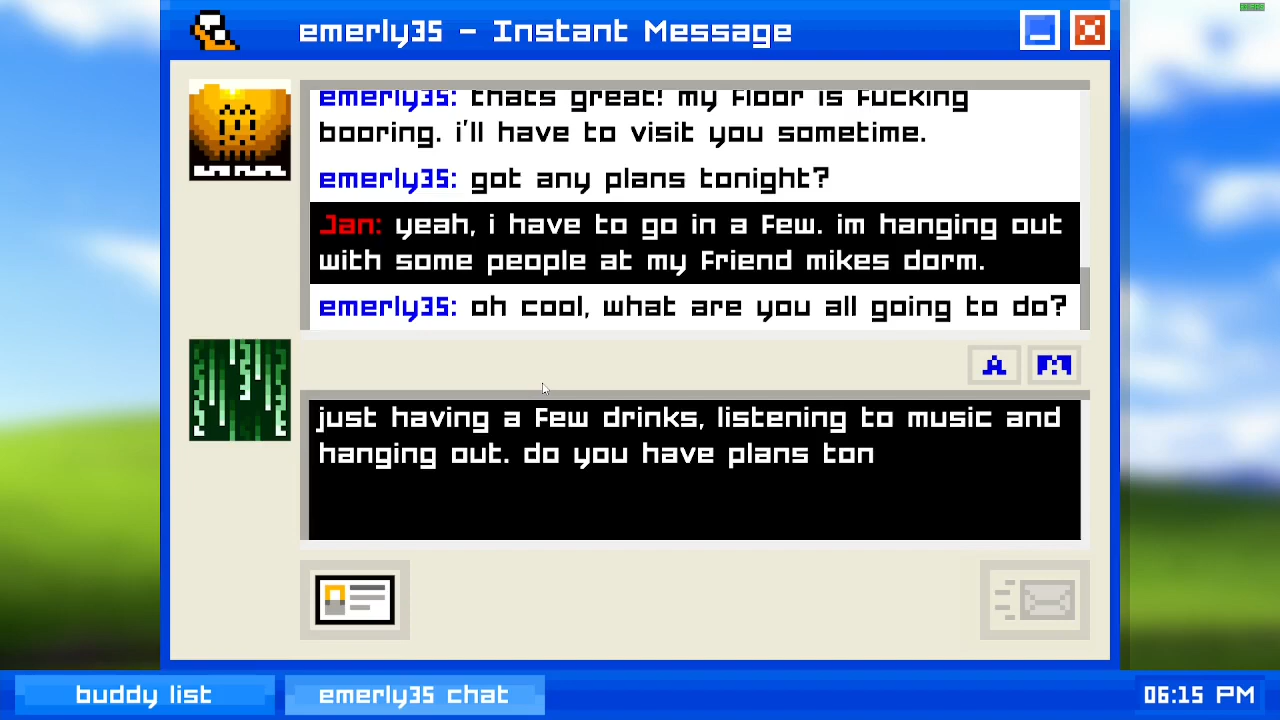 emerly35 - Instant Message
emerly35: thats great! my floor is fucking
booring. i'll have to visit you sometime.
emerly35: got any plans tonight?
Jan: yeah, i have to go in a few. im hanging out
with some people at my friend mikes dorm.
emerly35: oh cool, what are you all going to do?
A
just having a few drinks, listening to music and
hanging out. do you have plans ton
buddy list
emerly35 chat
06:15 PM